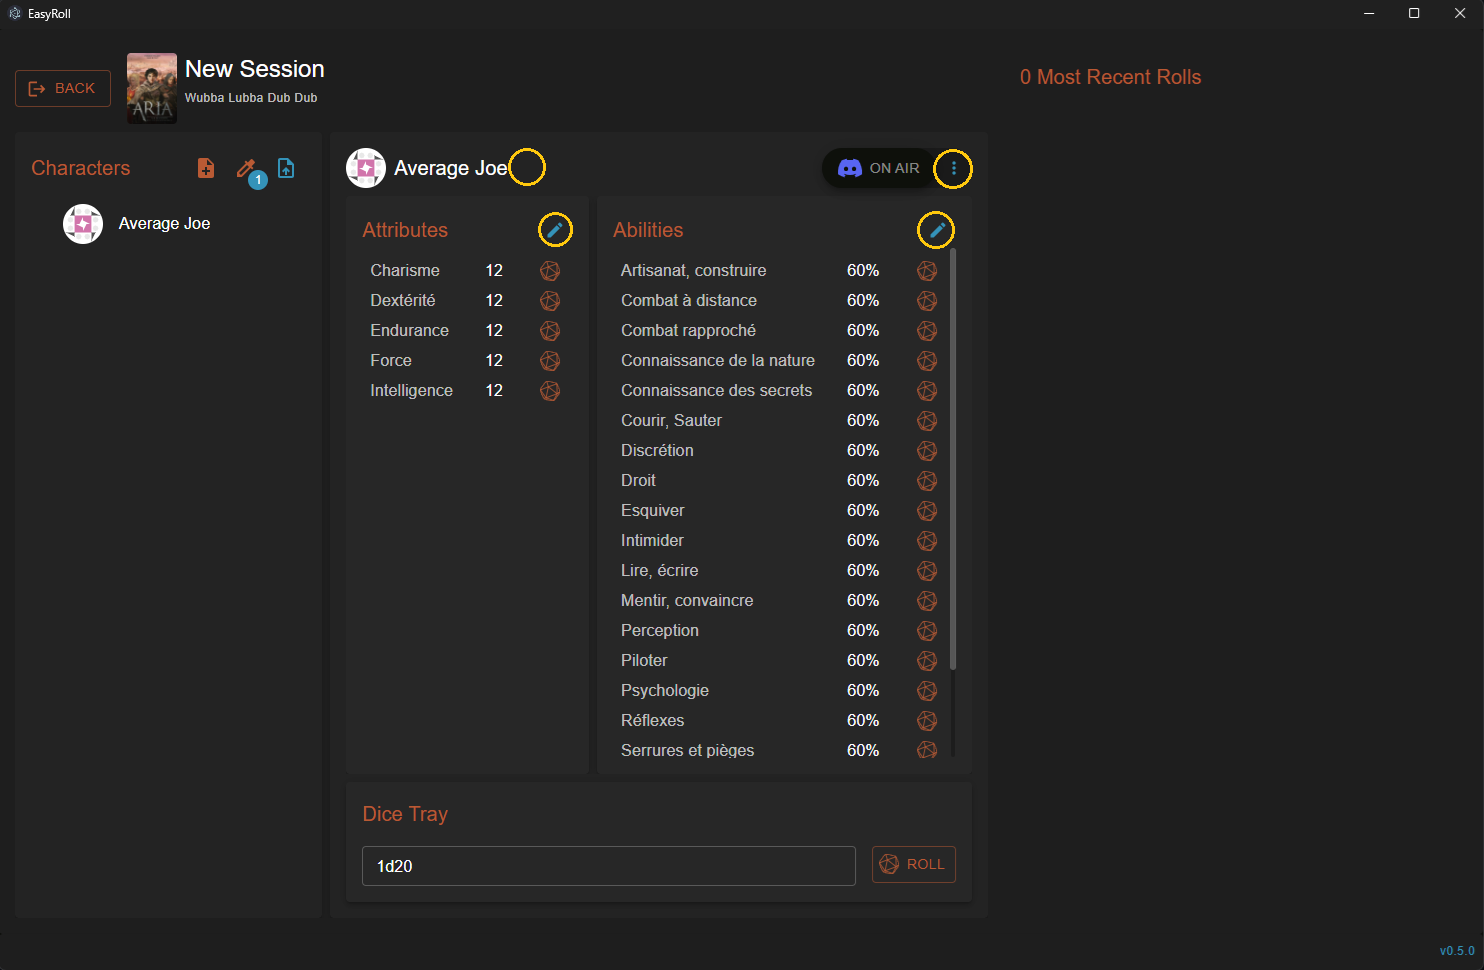 EasyRoll
BACK
ARIA
New Session
Wubba Lubba Dub Dub
0 Most Recent Rolls
Characters
1
Average Joe
Average Joe
ON AIR
Attributes
Charisme 12
Dextérité 12
Endurance 12
Force 12
Intelligence 12
Abilities
Artisanat, construire 60%
Combat à distance 60%
Combat rapproché 60%
Connaissance de la nature 60%
Connaissance des secrets 60%
Courir, Sauter 60%
Discrétion 60%
Droit 60%
Esquiver 60%
Intimider 60%
Lire, écrire 60%
Mentir, convaincre 60%
Perception 60%
Piloter 60%
Psychologie 60%
Réflexes 60%
Serrures et pièges 60%
Dice Tray
1d20
ROLL
v0.5.0